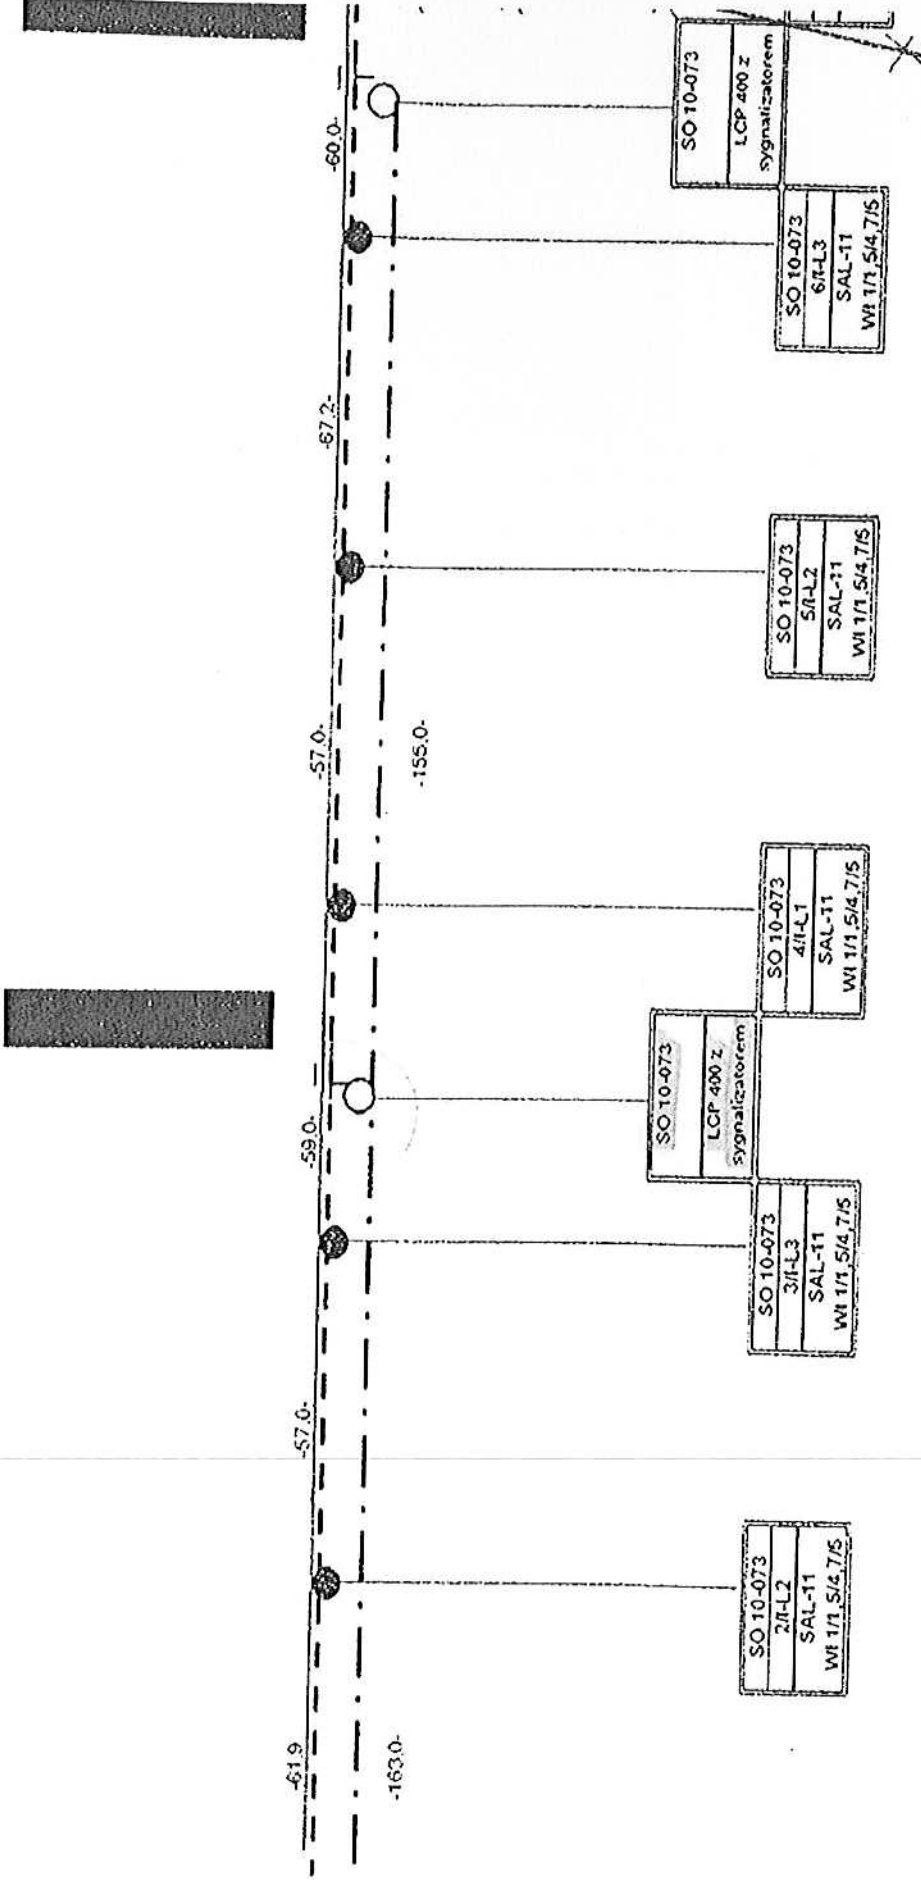 -61.9
-57.0-
-59.0-
-57.0-
-67.2-
-60.0-
-163.0-
-155.0-
SO 10-073
2/1-L2
SAL-11
WI 1/1,5/4,7/5
SO 10-073
3/1-L3
SAL-11
WI 1/1,5/4,7/5
SO 10-073
LCP 400 z
sygnalizatorem
SO 10-073
4/1-L1
SAL-11
WI 1/1,5/4,7/5
SO 10-073
5/1-L2
SAL-11
WI 1/1,5/4,7/5
SO 10-073
6/1-L3
SAL-11
WI 1/1,5/4,7/5
SO 10-073
LCP 400 z
sygnalizatorem